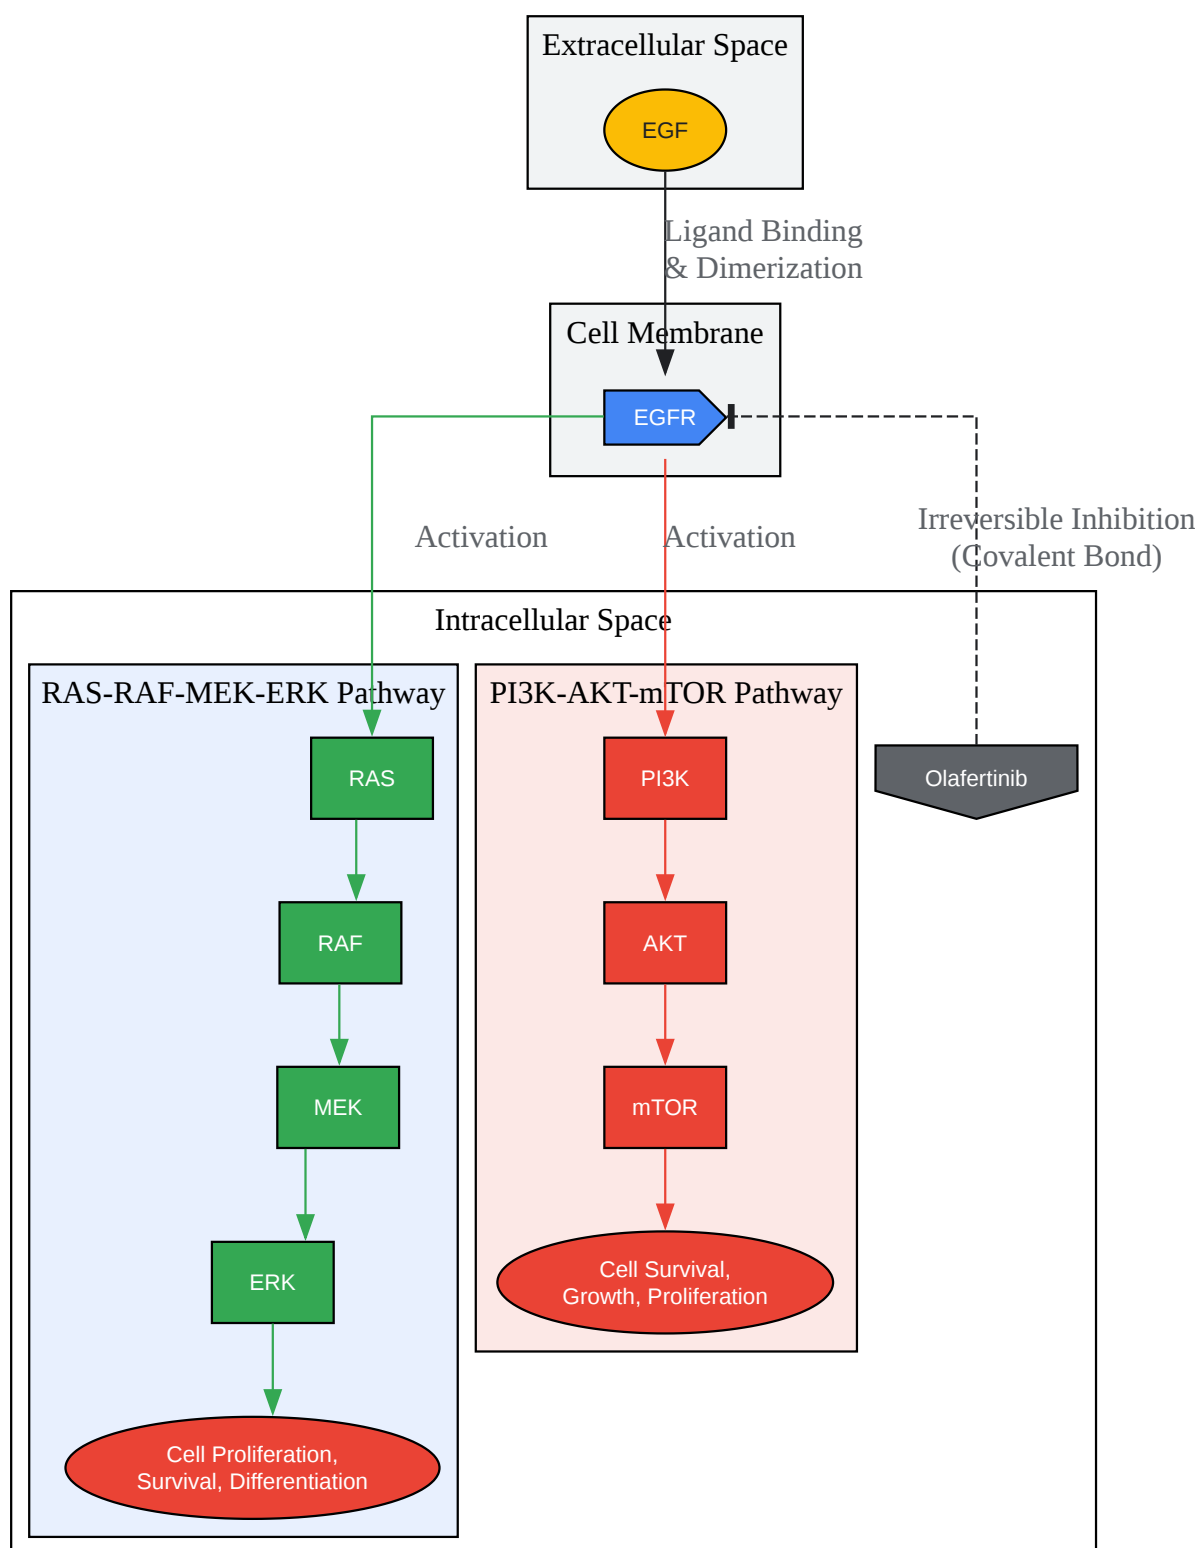 Extracellular Space
EGF
Ligand Binding
& Dimerization
Cell Membrane
EGFR
Activation
Activation
Irreversible Inhibition
(Covalent Bond)
Intracellular Space
RAS-RAF-MEK-ERK Pathway
RAS
RAF
MEK
ERK
Cell Proliferation,
Survival, Differentiation
PI3K-AKT-mTOR Pathway
PI3K
AKT
mTOR
Cell Survival,
Growth, Proliferation
Olafertinib